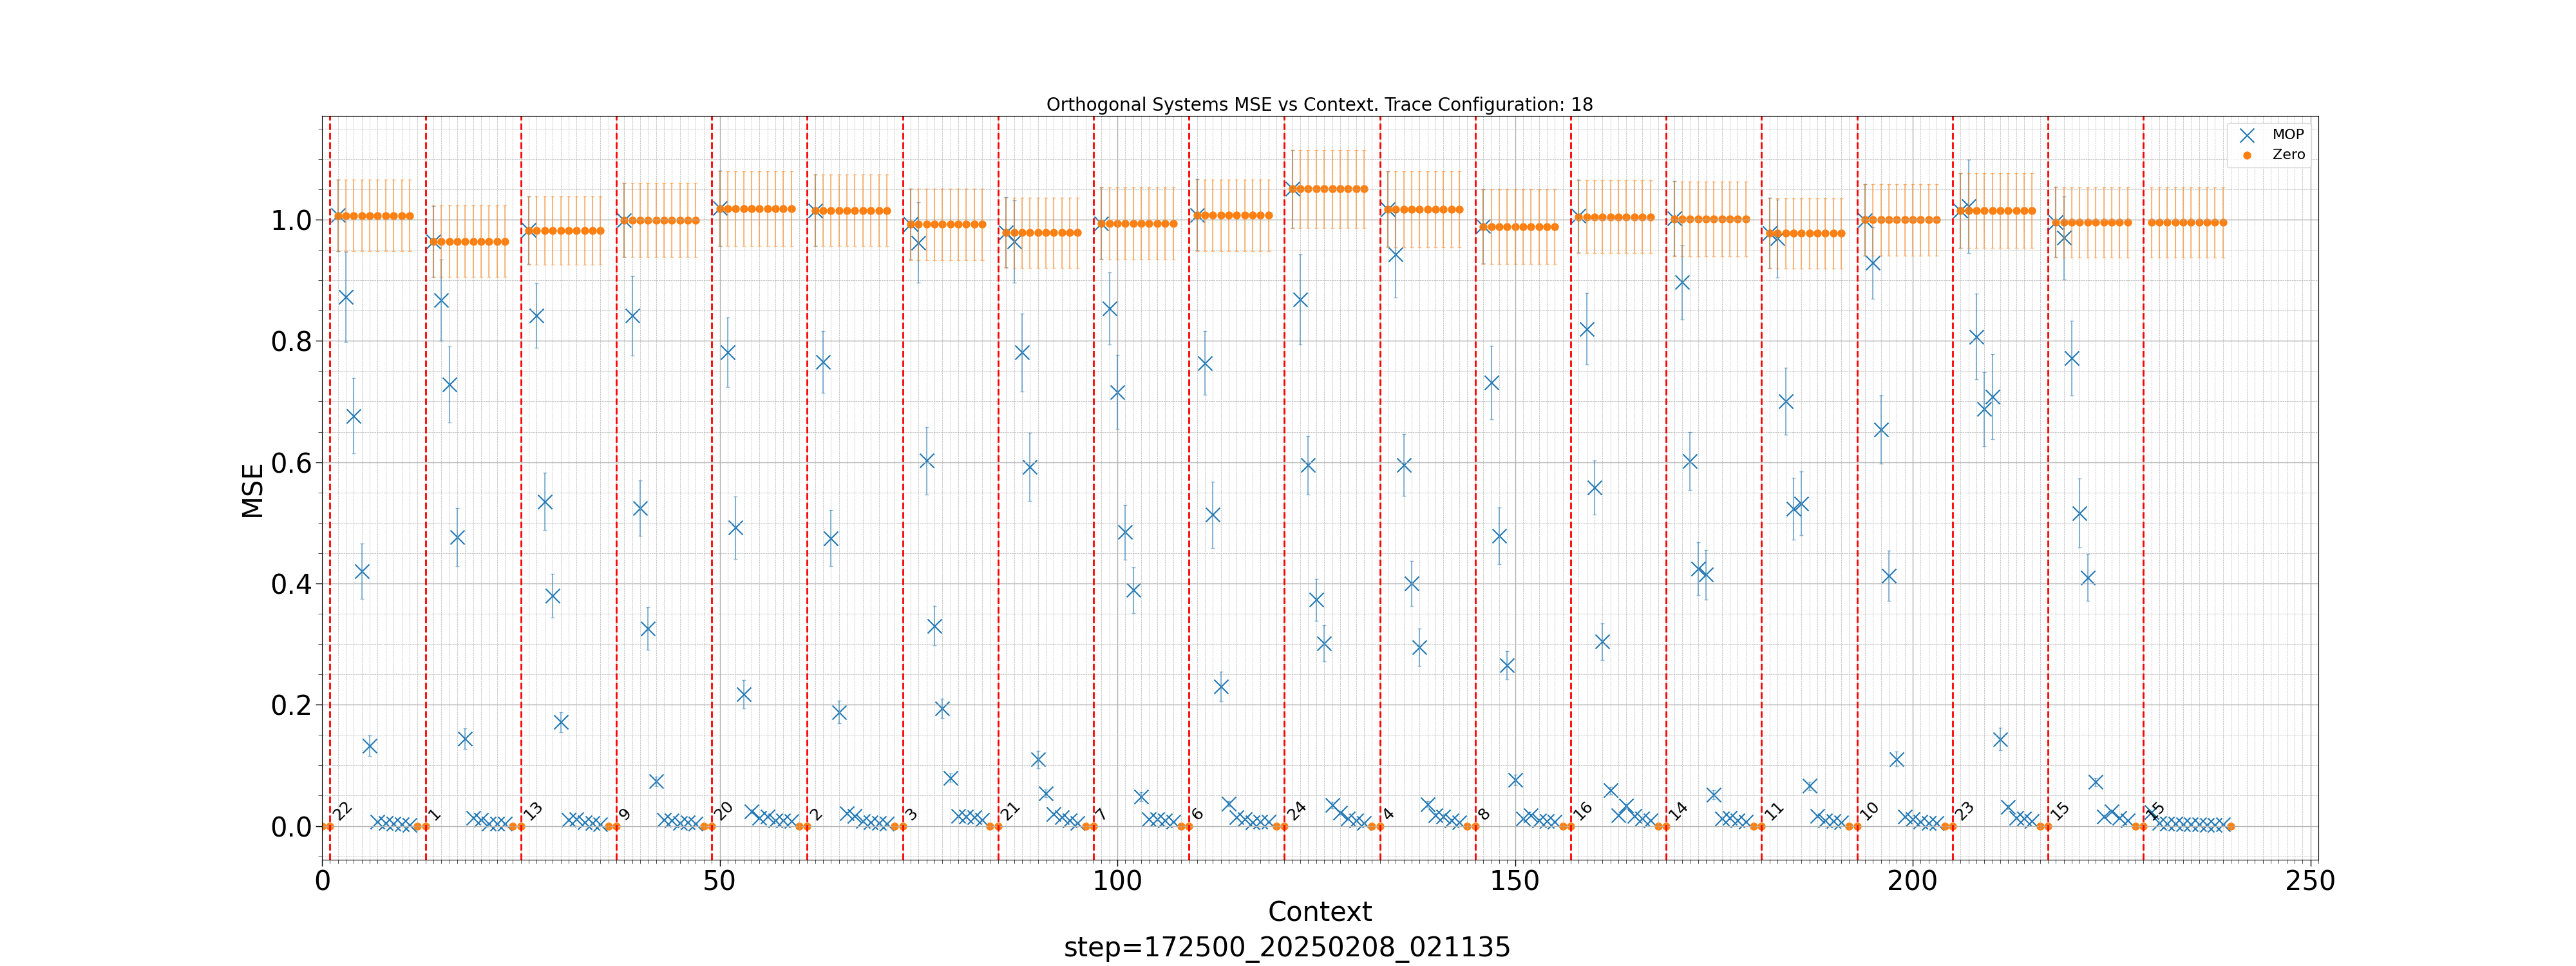 Orthogonal Systems MSE vs Context. Trace Configuration: 18
MOP
Zero
MSE
1.0
0.8
0.6
0.4
0.2
0.0
22 1 13 9 20 2 3 21 7 6 24 4 8 16 14 11 10 23 15 15
0 50 100 150 200 250
Context
step=172500_20250208_021135